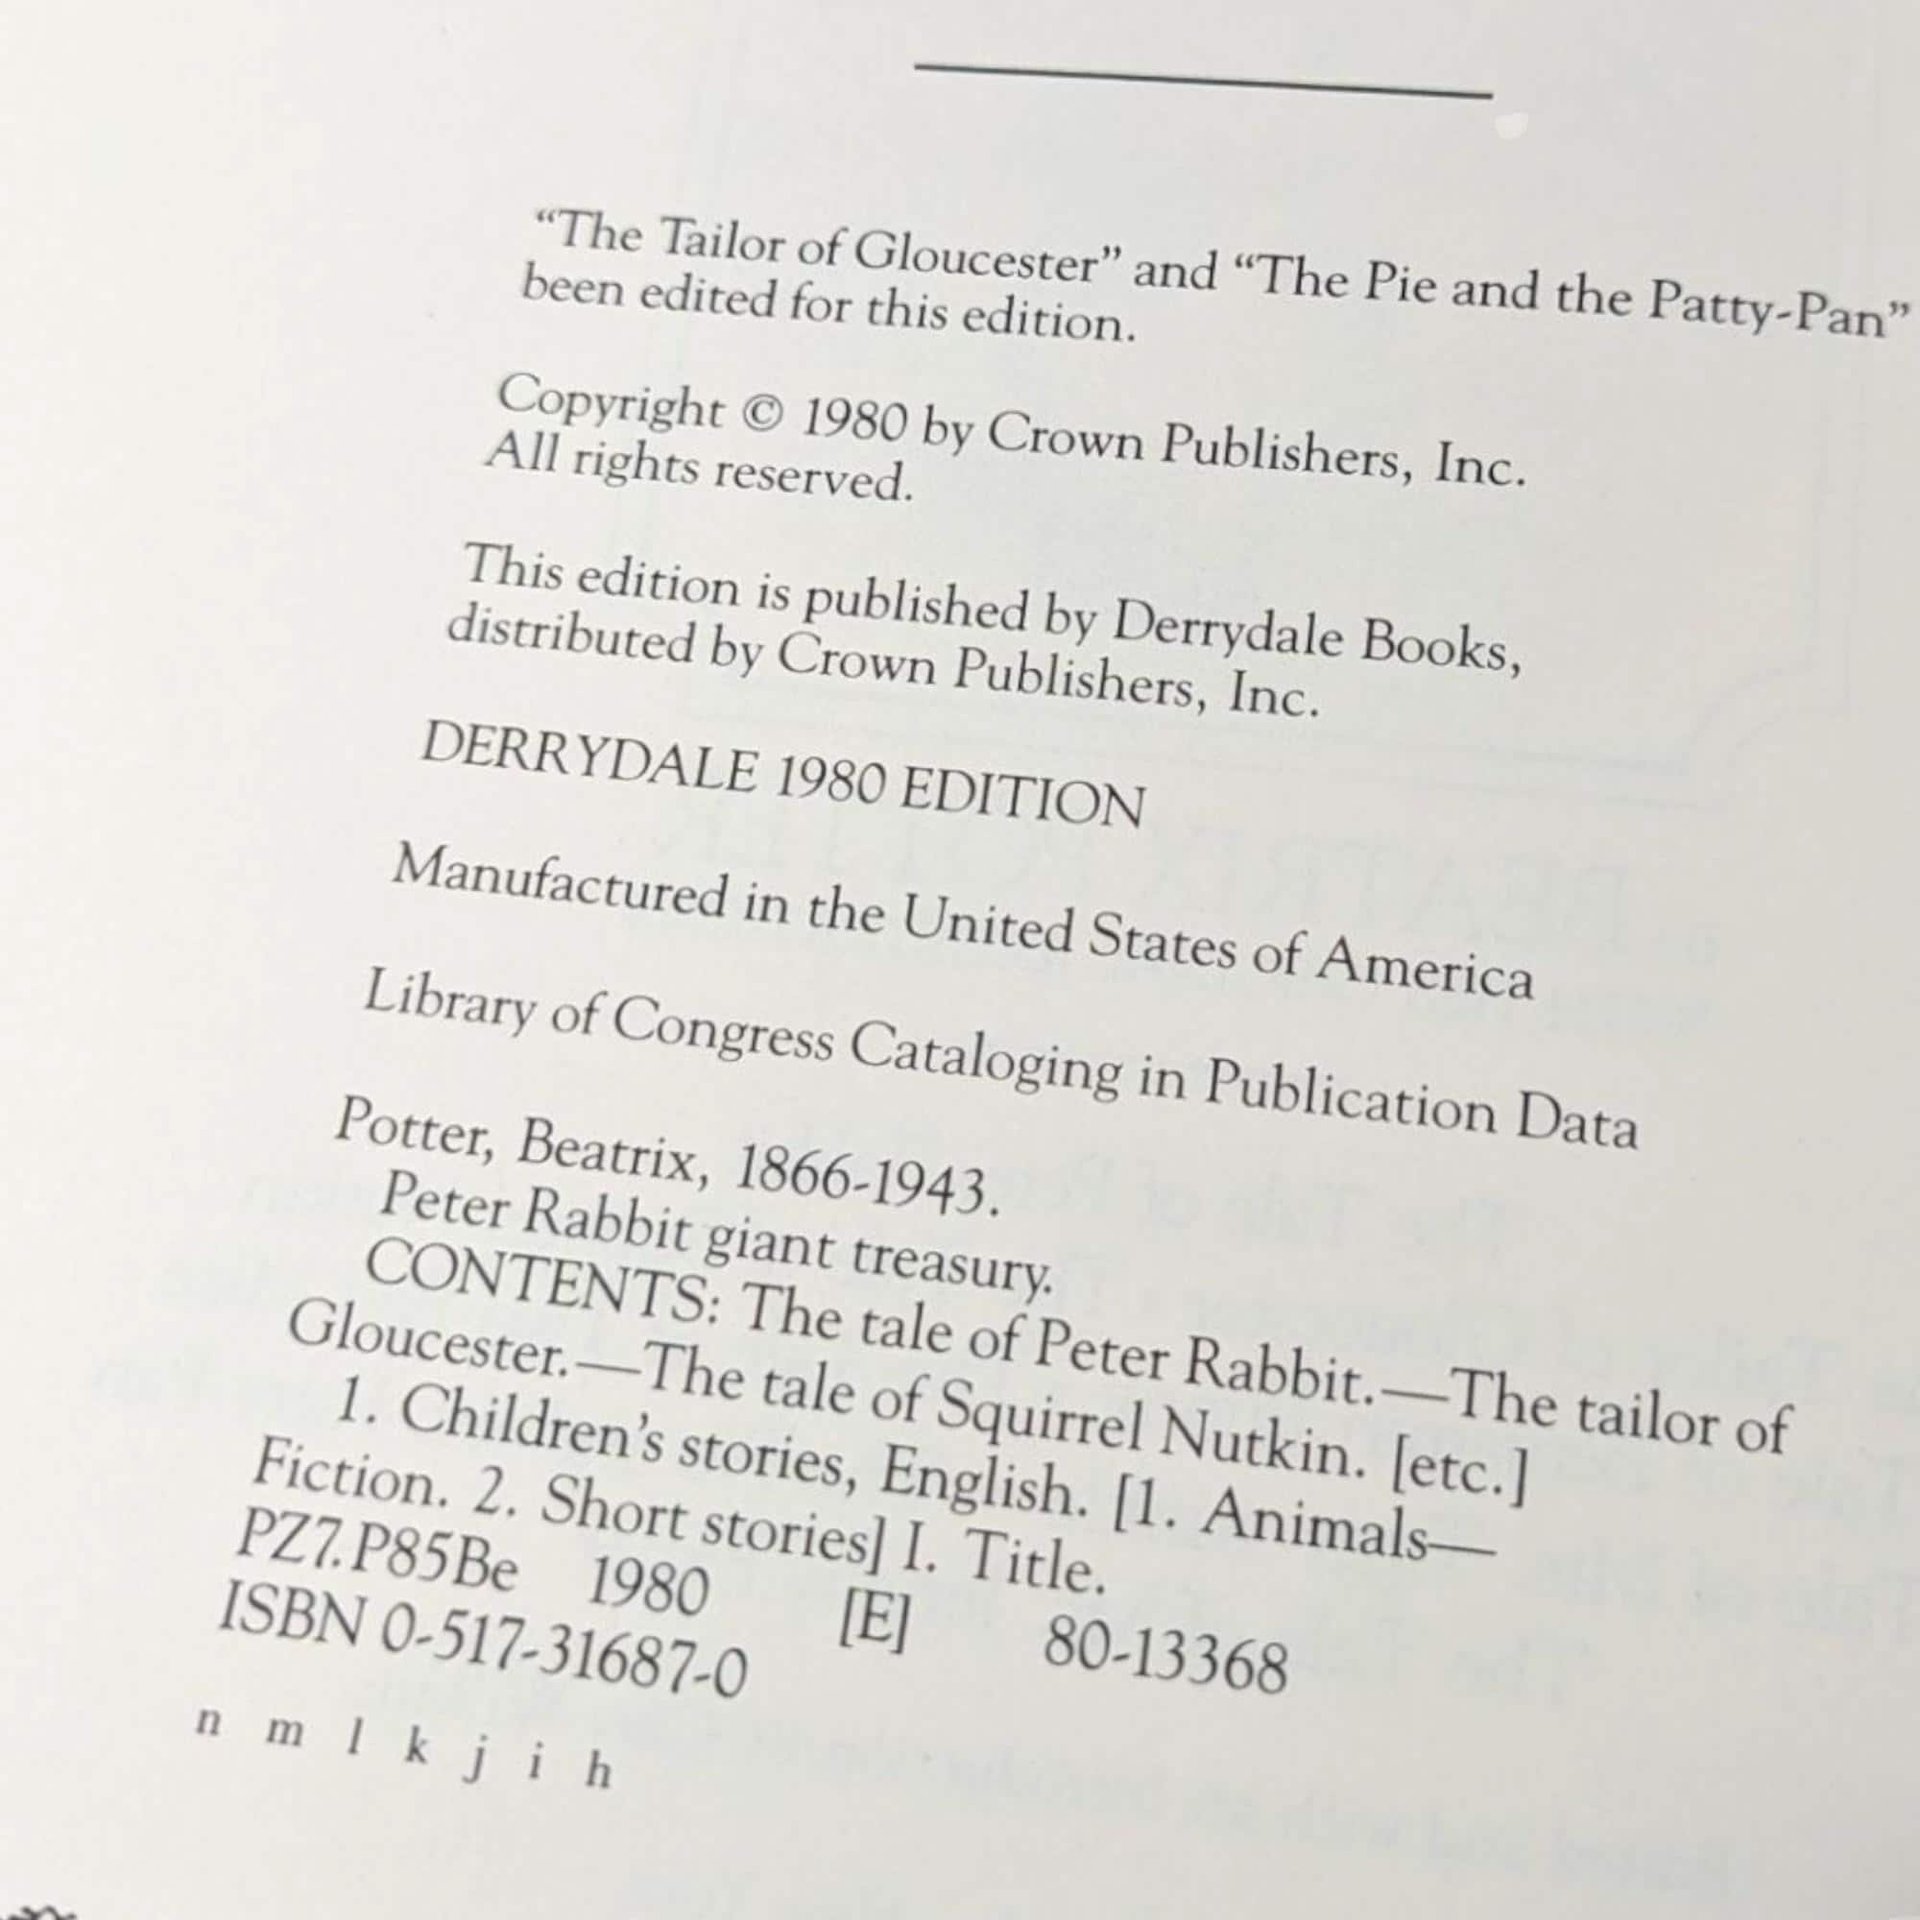 “The Tailor of Gloucester” and “The Pie and the Patty-Pan”
been edited for this edition.
Copyright © 1980 by Crown Publishers, Inc.
All rights reserved.
This edition is published by Derrydale Books,
distributed by Crown Publishers, Inc.
DERRYDALE 1980 EDITION
Manufactured in the United States of America
Library of Congress Cataloging in Publication Data
Potter, Beatrix, 1866-1943.
Peter Rabbit giant treasury.
CONTENTS: The tale of Peter Rabbit.—The tailor of
Gloucester.—The tale of Squirrel Nutkin. [etc.]
1. Children’s stories, English. [1. Animals—
Fiction. 2. Short stories] I. Title.
PZ7.P85Be 1980 [E] 80-13368
ISBN 0-517-31687-0
n m l k j i h